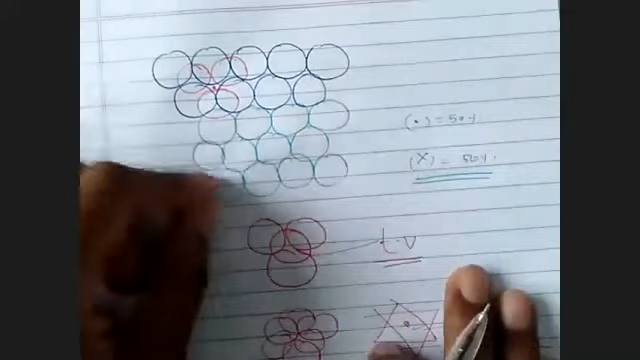 (•) = 50%
(X) = 50%.
t.v